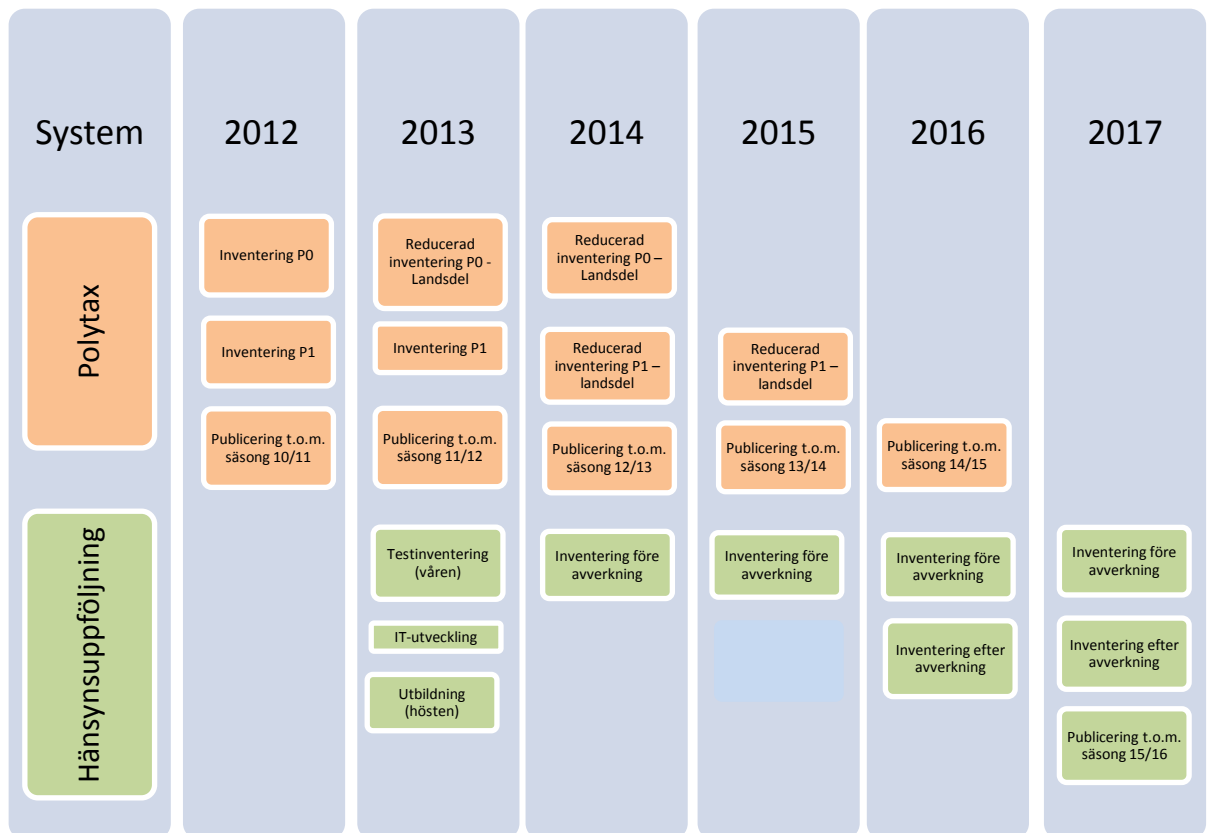 System
2012
2013
2014
2015
2016
2017
Polytax
Inventering P0
Reducerad
inventering P0 -
Landsdel
Reducerad
inventering P0 –
Landsdel
Inventering P1
Inventering P1
Reducerad
inventering P1 –
landsdel
Reducerad
inventering P1 –
landsdel
Publicering t.o.m.
säsong 10/11
Publicering t.o.m.
säsong 11/12
Publicering t.o.m.
säsong 12/13
Publicering t.o.m.
säsong 13/14
Publicering t.o.m.
säsong 14/15
Hänsynsuppföljning
Testinventering
(våren)
Inventering före
avverkning
Inventering före
avverkning
Inventering före
avverkning
Inventering före
avverkning
IT-utveckling
Inventering efter
avverkning
Inventering efter
avverkning
Utbildning
(hösten)
Publicering t.o.m.
säsong 15/16